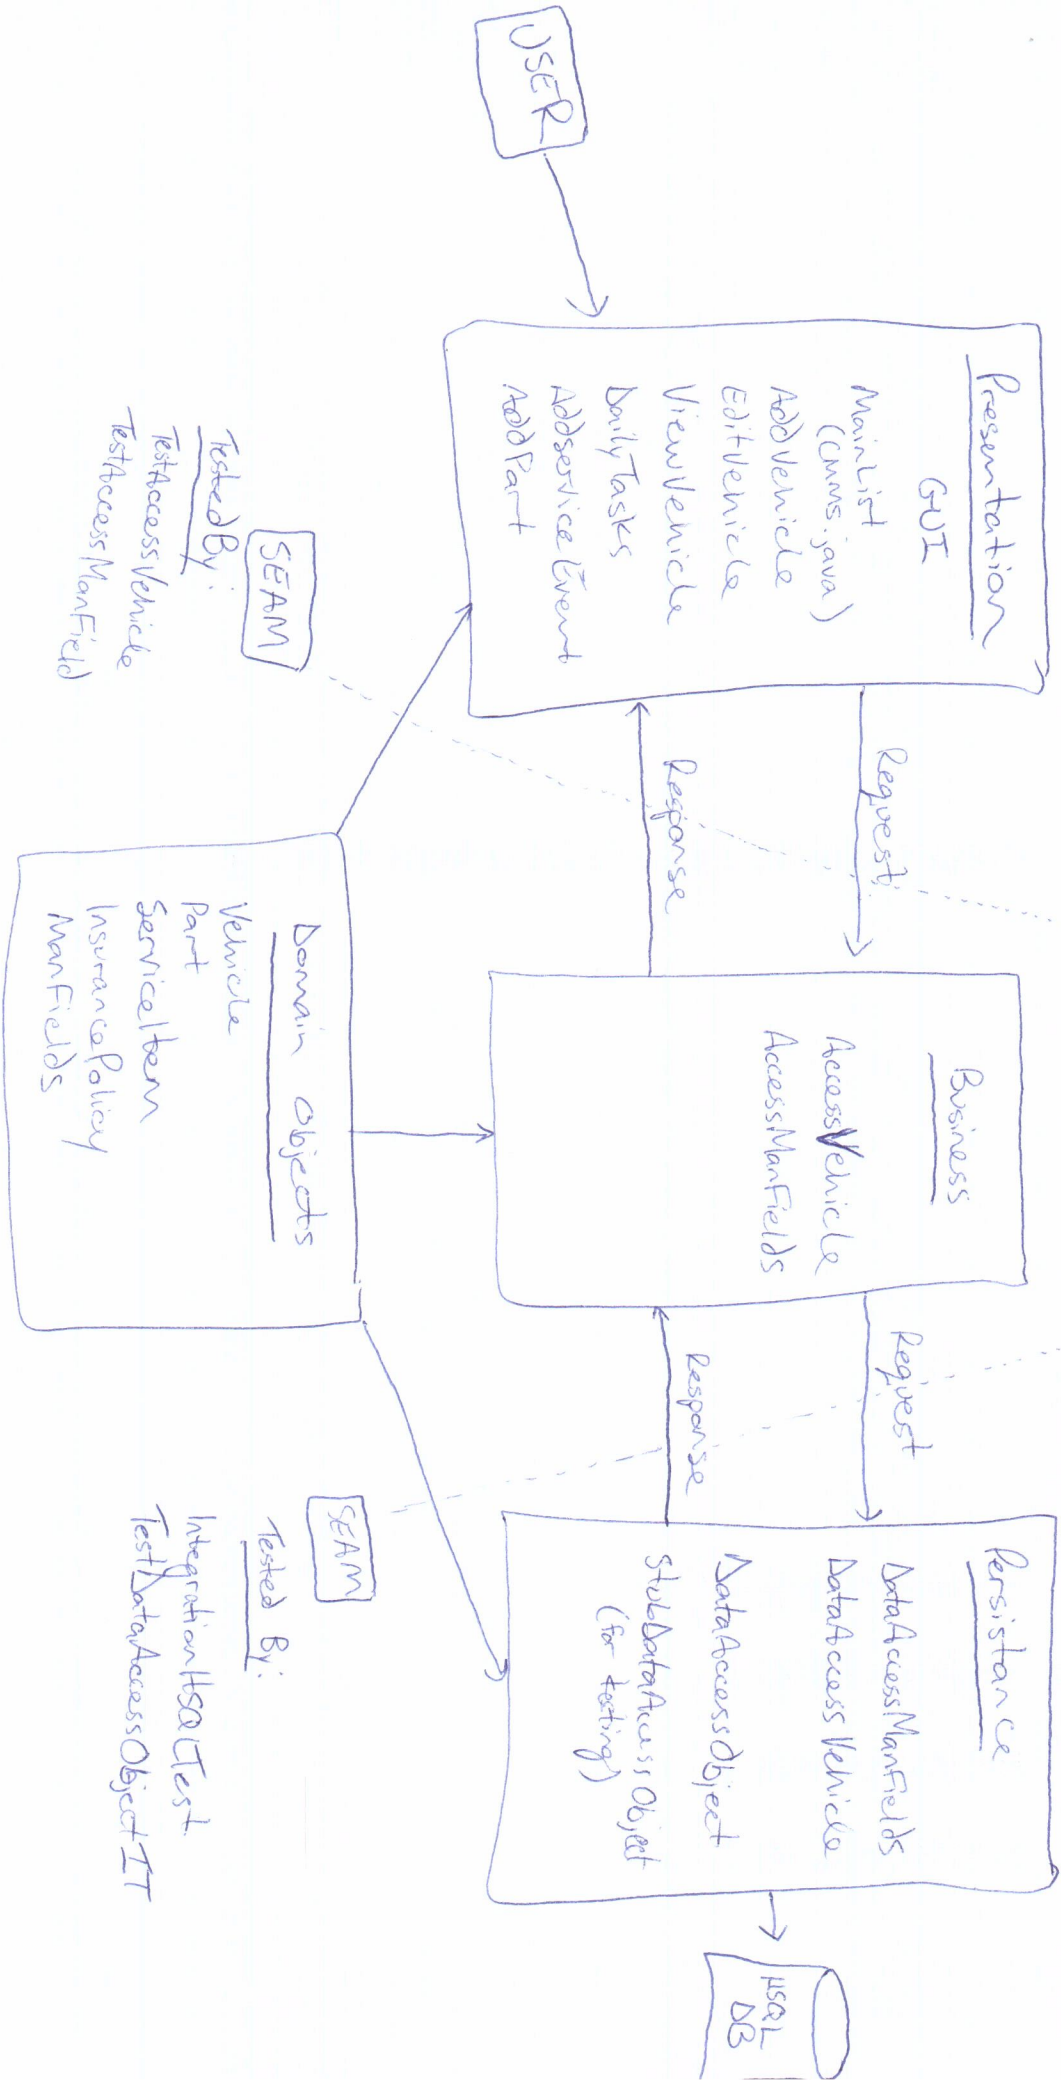 USER
Presentation
GUI
MainList
(cmms.java)
AddVehicle
EditVehicle
ViewVehicle
DailyTasks
AddServiceEvent
AddPart
Request
Response
Business
AccessVehicle
AccessManFields
Request
Response
Persistance
DataAccessManFields
DataAccessVehicle
DataAccessObject
StubDataAccessObject
(for testing)
HSQL
DB
SEAM
Tested By:
TestAccessVehicle
TestAccessManField
Domain Objects
Vehicle
Part
ServiceItem
InsurancePolicy
ManFields
SEAM
Tested By:
IntegrationHSQLTest
TestDataAccessObjectIT